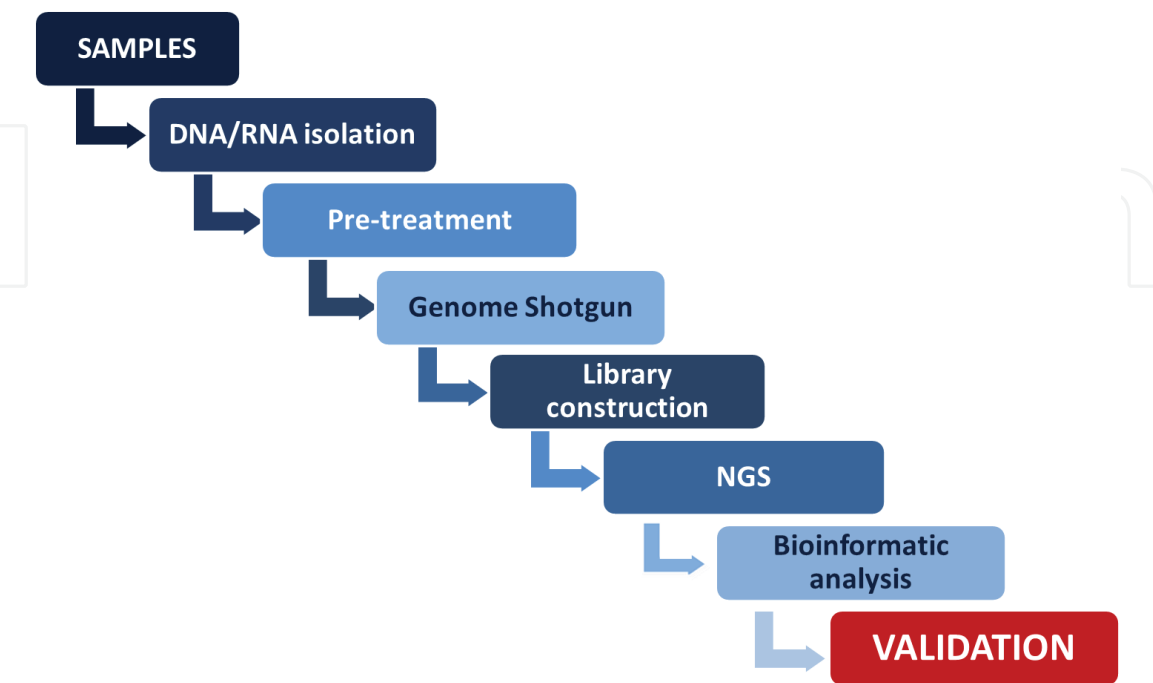 SAMPLES
DNA/RNA isolation
Pre-treatment
Genome Shotgun
Library
construction
NGS
Bioinformatic
analysis
VALIDATION